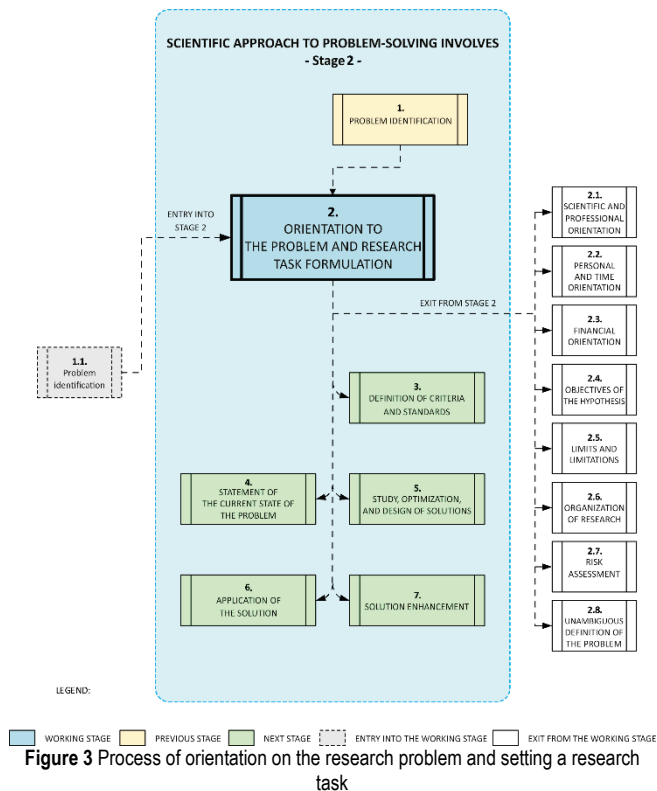 SCIENTIFIC APPROACH TO PROBLEM-SOLVING INVOLVES
- Stage 2 -
1.
PROBLEM IDENTIFICATION
ENTRY INTO
STAGE 2
2.
ORIENTATION TO
THE PROBLEM AND RESEARCH
TASK FORMULATION
EXIT FROM STAGE 2
1.1.
Problem
identification
3.
DEFINITION OF CRITERIA
AND STANDARDS
4.
STATEMENT OF
THE CURRENT STATE OF
THE PROBLEM
5.
STUDY, OPTIMIZATION,
AND DESIGN OF SOLUTIONS
6.
APPLICATION OF
THE SOLUTION
7.
SOLUTION ENHANCEMENT
2.1.
SCIENTIFIC AND
PROFESSIONAL
ORIENTATION
2.2.
PERSONAL
AND TIME
ORIENTATION
2.3.
FINANCIAL
ORIENTATION
2.4.
OBJECTIVES OF
THE HYPOTHESIS
2.5.
LIMITS AND
LIMITATIONS
2.6.
ORGANIZATION
OF RESEARCH
2.7.
RISK
ASSESSMENT
2.8.
UNAMBIGUOUS
DEFINITION OF
THE PROBLEM
LEGEND:
WORKING STAGE
PREVIOUS STAGE
NEXT STAGE
ENTRY INTO THE WORKING STAGE
EXIT FROM THE WORKING STAGE
Figure 3 Process of orientation on the research problem and setting a research
task